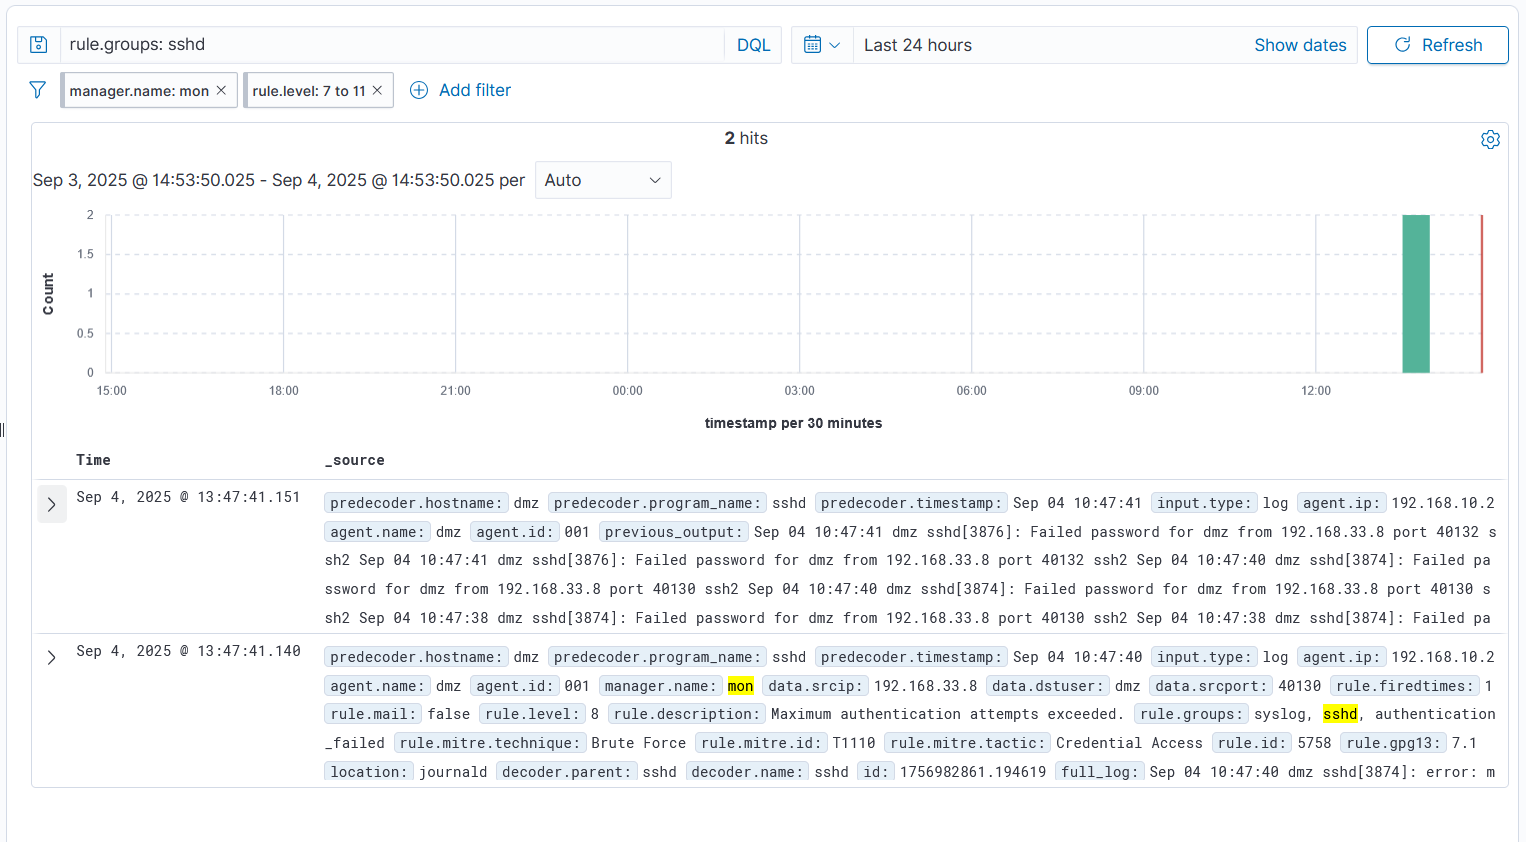 rule.groups: sshd DQL Last 24 hours Show dates Refresh
manager.name: mon rule.level: 7 to 11 Add filter
2 hits
Sep 3, 2025 @ 14:53:50.025 - Sep 4, 2025 @ 14:53:50.025 per Auto
2
1.5
1
0.5
0
Count
15:00 18:00 21:00 00:00 03:00 06:00 09:00 12:00
timestamp per 30 minutes
Time _source
Sep 4, 2025 @ 13:47:41.151 predecoder.hostname: dmz predecoder.program_name: sshd predecoder.timestamp: Sep 04 10:47:41 input.type: log agent.ip: 192.168.10.2
agent.name: dmz agent.id: 001 previous_output: Sep 04 10:47:41 dmz sshd[3876]: Failed password for dmz from 192.168.33.8 port 40132 s
sh2 Sep 04 10:47:41 dmz sshd[3876]: Failed password for dmz from 192.168.33.8 port 40132 ssh2 Sep 04 10:47:40 dmz sshd[3874]: Failed pa
ssword for dmz from 192.168.33.8 port 40130 ssh2 Sep 04 10:47:40 dmz sshd[3874]: Failed password for dmz from 192.168.33.8 port 40130 s
sh2 Sep 04 10:47:38 dmz sshd[3874]: Failed password for dmz from 192.168.33.8 port 40130 ssh2 Sep 04 10:47:38 dmz sshd[3874]: Failed pa
Sep 4, 2025 @ 13:47:41.140 predecoder.hostname: dmz predecoder.program_name: sshd predecoder.timestamp: Sep 04 10:47:40 input.type: log agent.ip: 192.168.10.2
agent.name: dmz agent.id: 001 manager.name: mon data.srcip: 192.168.33.8 data.dstuser: dmz data.srcport: 40130 rule.firedtimes: 1
rule.mail: false rule.level: 8 rule.description: Maximum authentication attempts exceeded. rule.groups: syslog, sshd, authentication
_failed rule.mitre.technique: Brute Force rule.mitre.id: T1110 rule.mitre.tactic: Credential Access rule.id: 5758 rule.gpg13: 7.1
location: journald decoder.parent: sshd decoder.name: sshd id: 1756982861.194619 full_log: Sep 04 10:47:40 dmz sshd[3874]: error: m